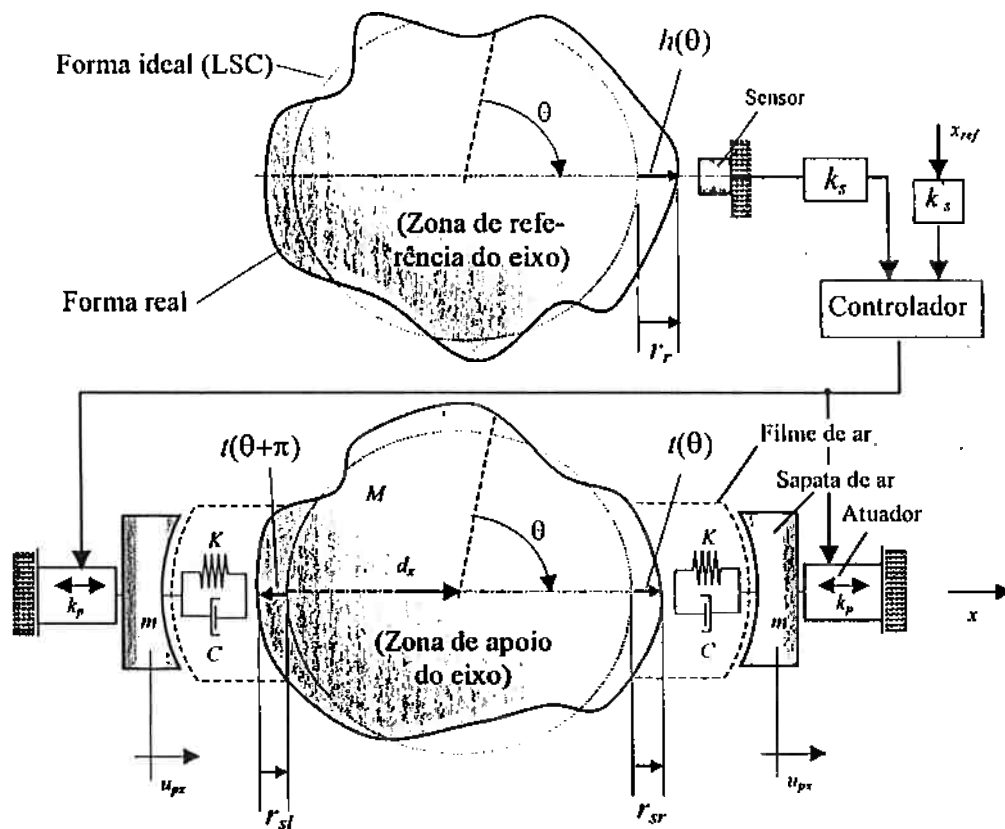 Forma ideal (LSC)
h(θ)
Sensor
θ
x_ref
k_s
k_s
(Zona de refe-
rência do eixo)
Forma real
Controlador
r_r
t(θ+π)
t(θ)
Filme de ar
Sapata de ar
Atuador
M
θ
K
d_x
K
k_p
m
C
(Zona de apoio
do eixo)
C
m
k_p
x
u_px
r_sl
r_sr
u_px